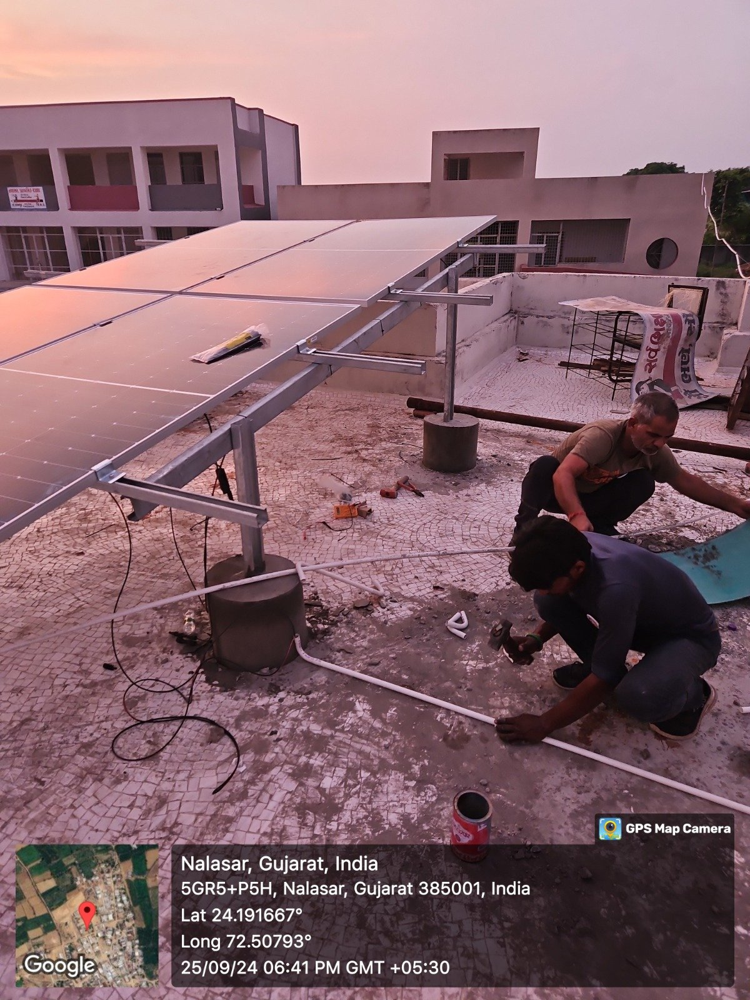 સર્વ શિક્ષા
GPS Map Camera
Nalasar, Gujarat, India
5GR5+P5H, Nalasar, Gujarat 385001, India
Lat 24.191667°
Long 72.50793°
25/09/24 06:41 PM GMT +05:30
Google